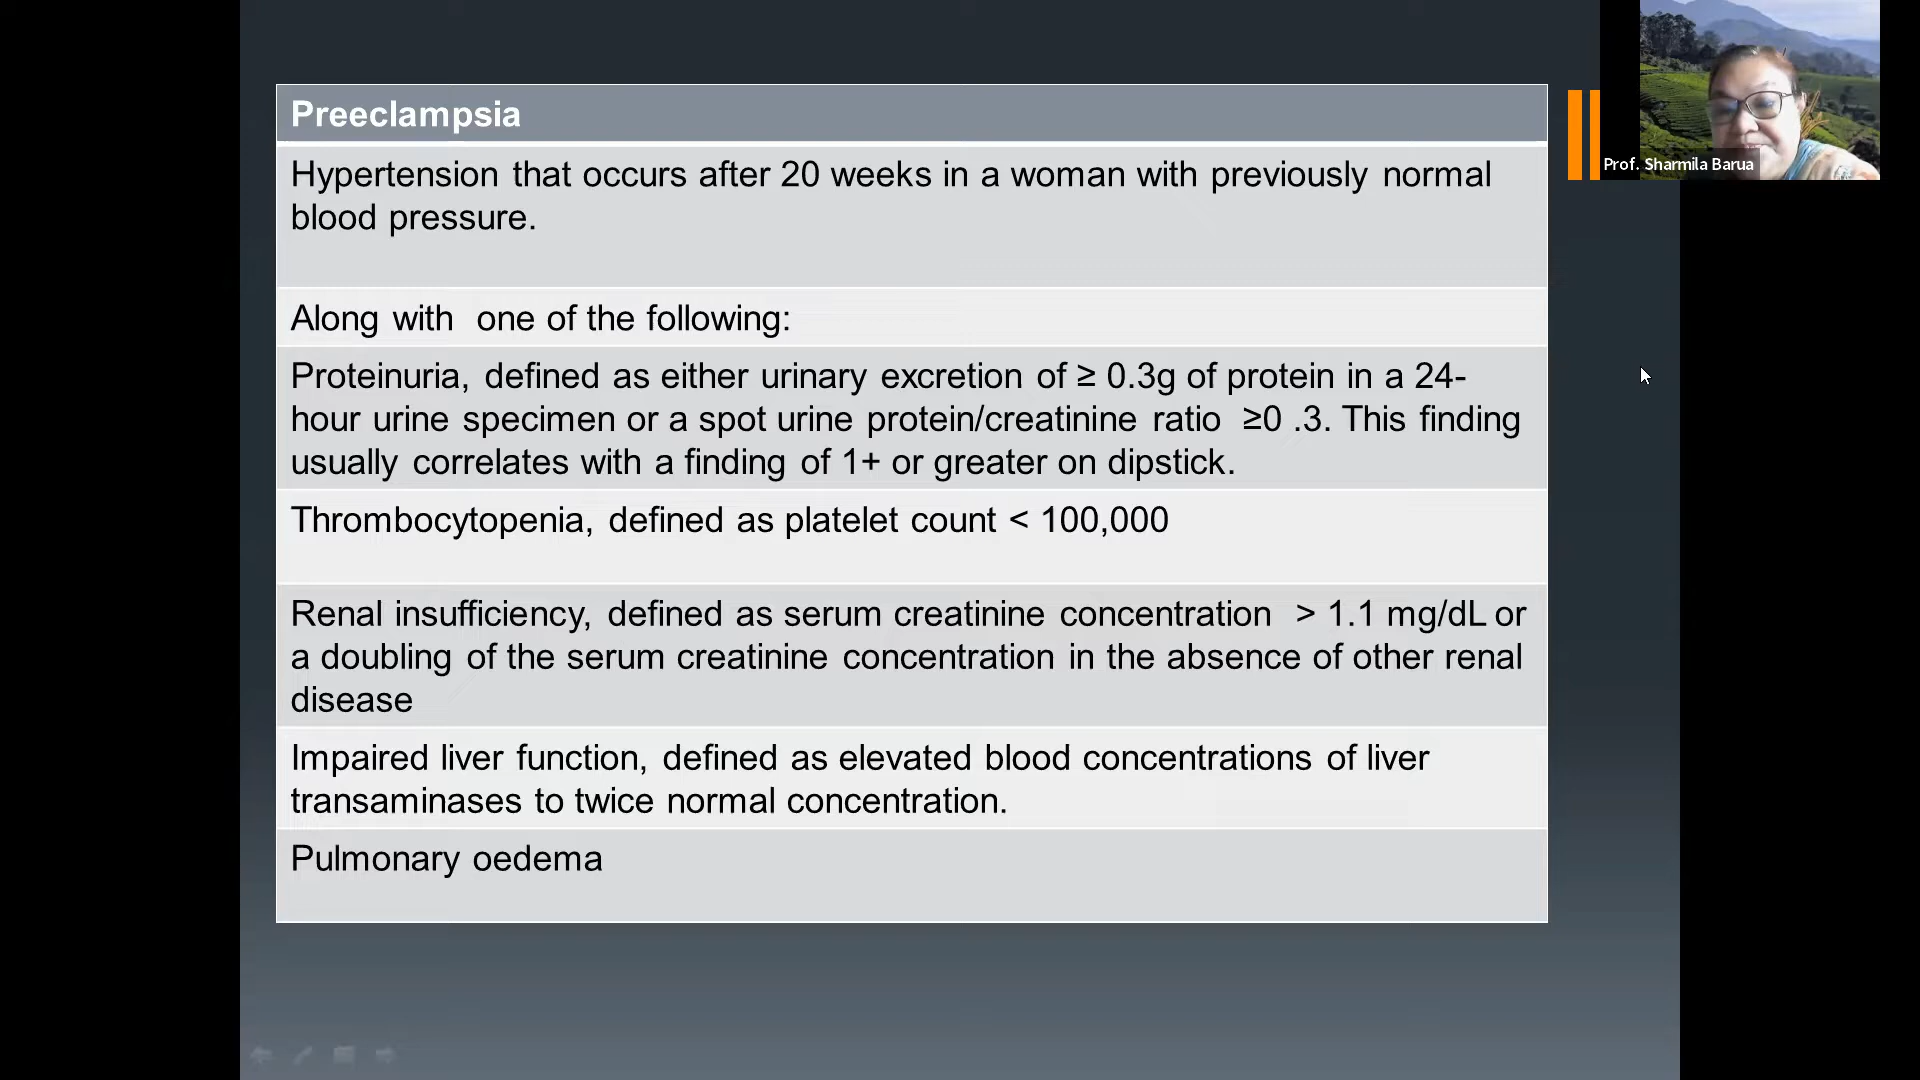 Preeclampsia
Hypertension that occurs after 20 weeks in a woman with previously normal
blood pressure.
Along with one of the following:
Proteinuria, defined as either urinary excretion of ≥ 0.3g of protein in a 24-
hour urine specimen or a spot urine protein/creatinine ratio ≥0 .3. This finding
usually correlates with a finding of 1+ or greater on dipstick.
Thrombocytopenia, defined as platelet count < 100,000
Renal insufficiency, defined as serum creatinine concentration > 1.1 mg/dL or
a doubling of the serum creatinine concentration in the absence of other renal
disease
Impaired liver function, defined as elevated blood concentrations of liver
transaminases to twice normal concentration.
Pulmonary oedema
Prof. Sharmila Barua